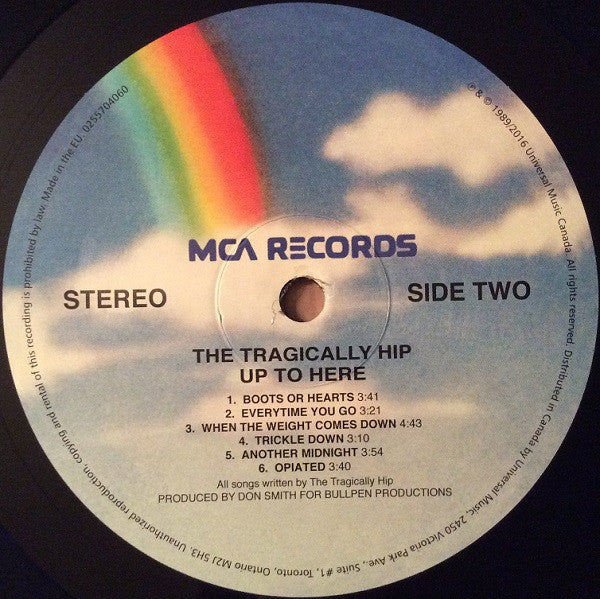 MCA RECORDS
STEREO
SIDE TWO
THE TRAGICALLY HIP
UP TO HERE
1. BOOTS OR HEARTS 3:41
2. EVERYTIME YOU GO 3:21
3. WHEN THE WEIGHT COMES DOWN 4:43
4. TRICKLE DOWN 3:10
5. ANOTHER MIDNIGHT 3:54
6. OPIATED 3:40
All songs written by The Tragically Hip
PRODUCED BY DON SMITH FOR BULLPEN PRODUCTIONS
℗ & © 1989/2016 Universal Music Canada. All rights reserved. Distributed in Canada by Universal Music, 2450 Victoria Park Ave., Suite #1, Toronto, Ontario M2J 5H3. Unauthorized reproduction, copying and rental of this recording is prohibited by law. Made in the EU. 0255704060